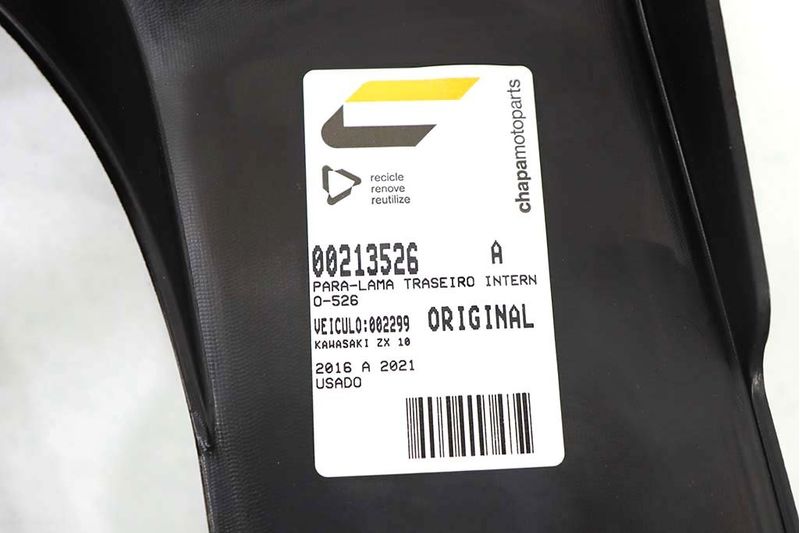 chapamotoparts
recicle
renove
reutilize
00213526 A
PARA-LAMA TRASEIRO INTERN
O-526
VEICULO:002299 ORIGINAL
KAWASAKI ZX 10
2016 A 2021
USADO